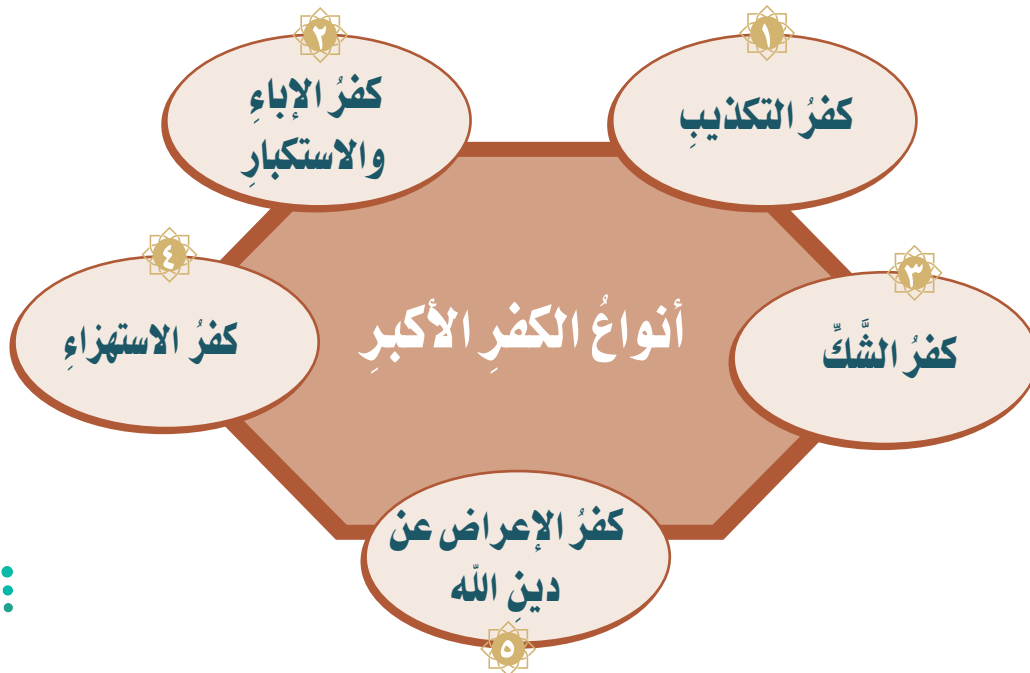 أنواعُ الكفرِ الأكبرِ
١
كفرُ التكذيبِ
٢
كفرُ الإباءِ
والاستكبارِ
٣
كفرُ الشَّكِّ
٤
كفرُ الاستهزاءِ
كفرُ الإعراض عن
دينِ الله
٥